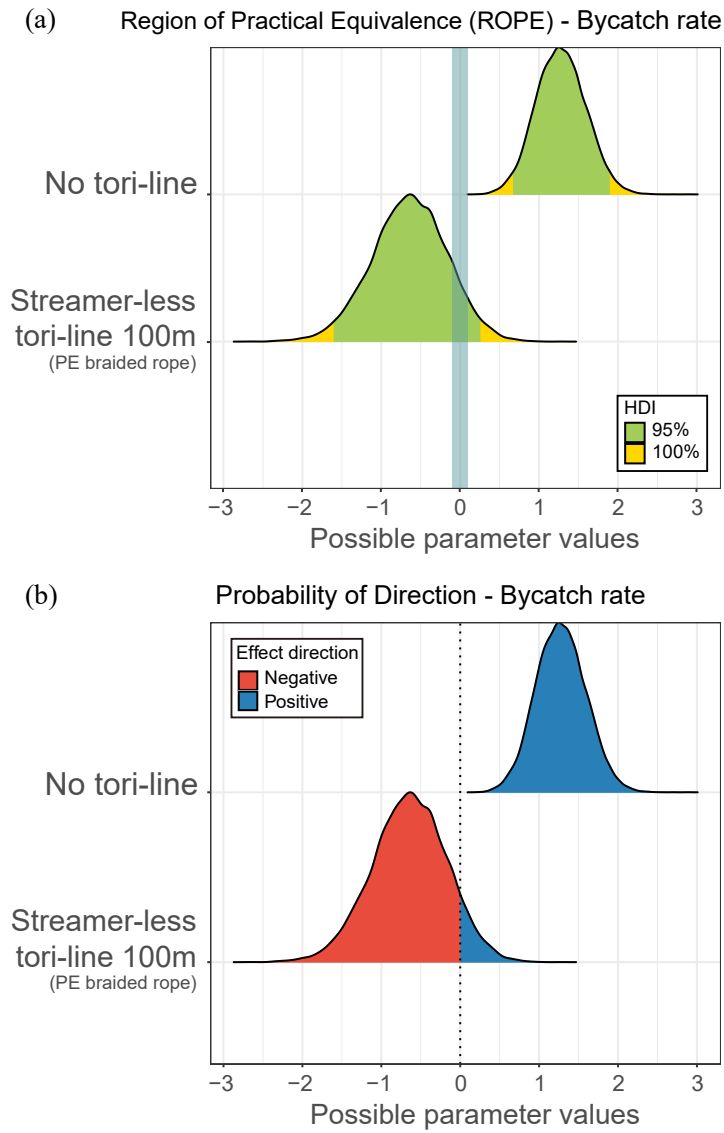 (a)
Region of Practical Equivalence (ROPE) - Bycatch rate
No tori-line
Streamer-less
tori-line 100m
(PE braided rope)
HDI
95%
100%
−3 −2 −1 0 1 2 3
Possible parameter values
(b)
Probability of Direction - Bycatch rate
Effect direction
Negative
Positive
No tori-line
Streamer-less
tori-line 100m
(PE braided rope)
−3 −2 −1 0 1 2 3
Possible parameter values